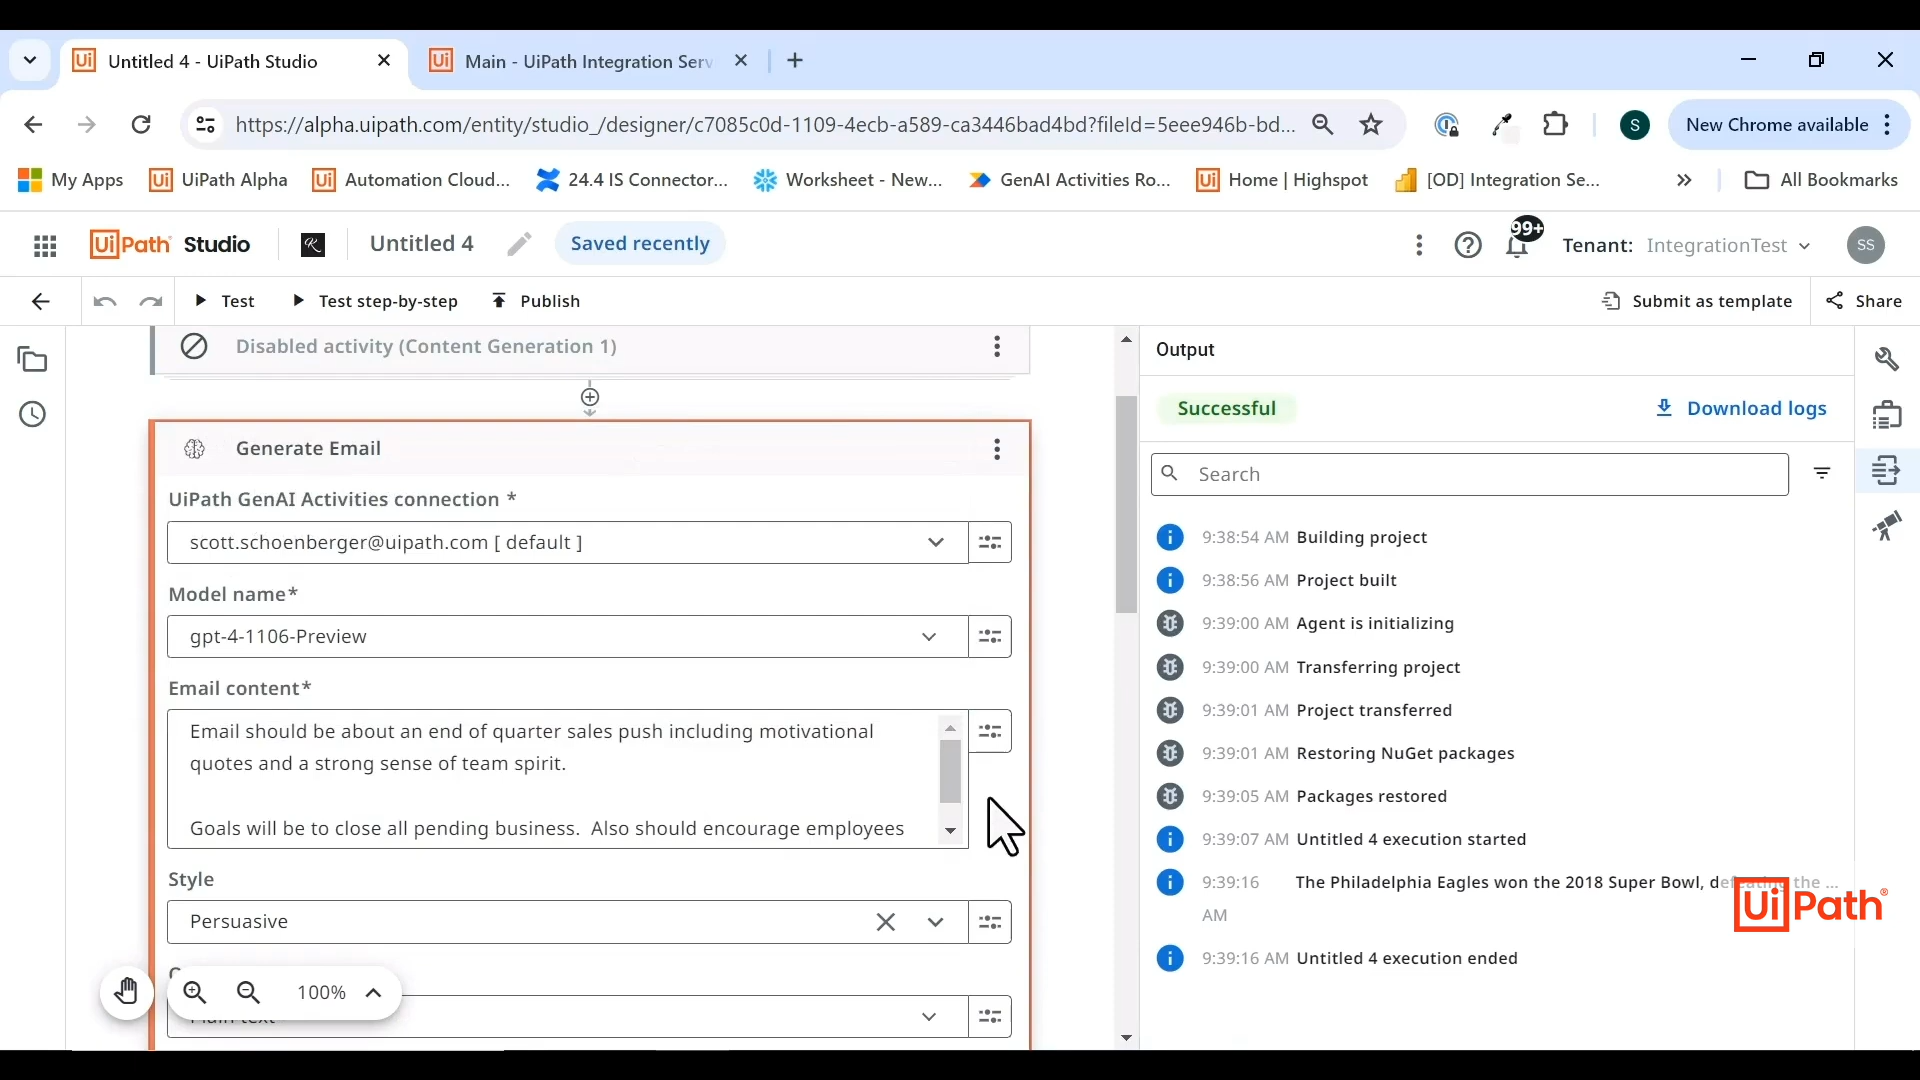 Untitled 4 - UiPath Studio
Main - UiPath Integration Serv
https://alpha.uipath.com/entity/studio_/designer/c7085c0d-1109-4ecb-a589-ca3446bad4bd?fileId=5eee946b-bd...
S
New Chrome available
My Apps
UiPath Alpha
Automation Cloud...
24.4 IS Connector...
Worksheet - New...
GenAI Activities Ro...
Home | Highspot
[OD] Integration Se...
All Bookmarks
UiPath Studio
Untitled 4
Saved recently
99+
Tenant: IntegrationTest
SS
Test
Test step-by-step
Publish
Submit as template
Share
Disabled activity (Content Generation 1)
Generate Email
UiPath GenAI Activities connection *
scott.schoenberger@uipath.com [ default ]
Model name*
gpt-4-1106-Preview
Email content*
Email should be about an end of quarter sales push including motivational
quotes and a strong sense of team spirit.
Goals will be to close all pending business.  Also should encourage employees
Style
Persuasive
Plain text
100%
Output
Successful
Download logs
Search
9:38:54 AM Building project
9:38:56 AM Project built
9:39:00 AM Agent is initializing
9:39:00 AM Transferring project
9:39:01 AM Project transferred
9:39:01 AM Restoring NuGet packages
9:39:05 AM Packages restored
9:39:07 AM Untitled 4 execution started
9:39:16 AM The Philadelphia Eagles won the 2018 Super Bowl, defeating the ...
9:39:16 AM Untitled 4 execution ended
UiPath®